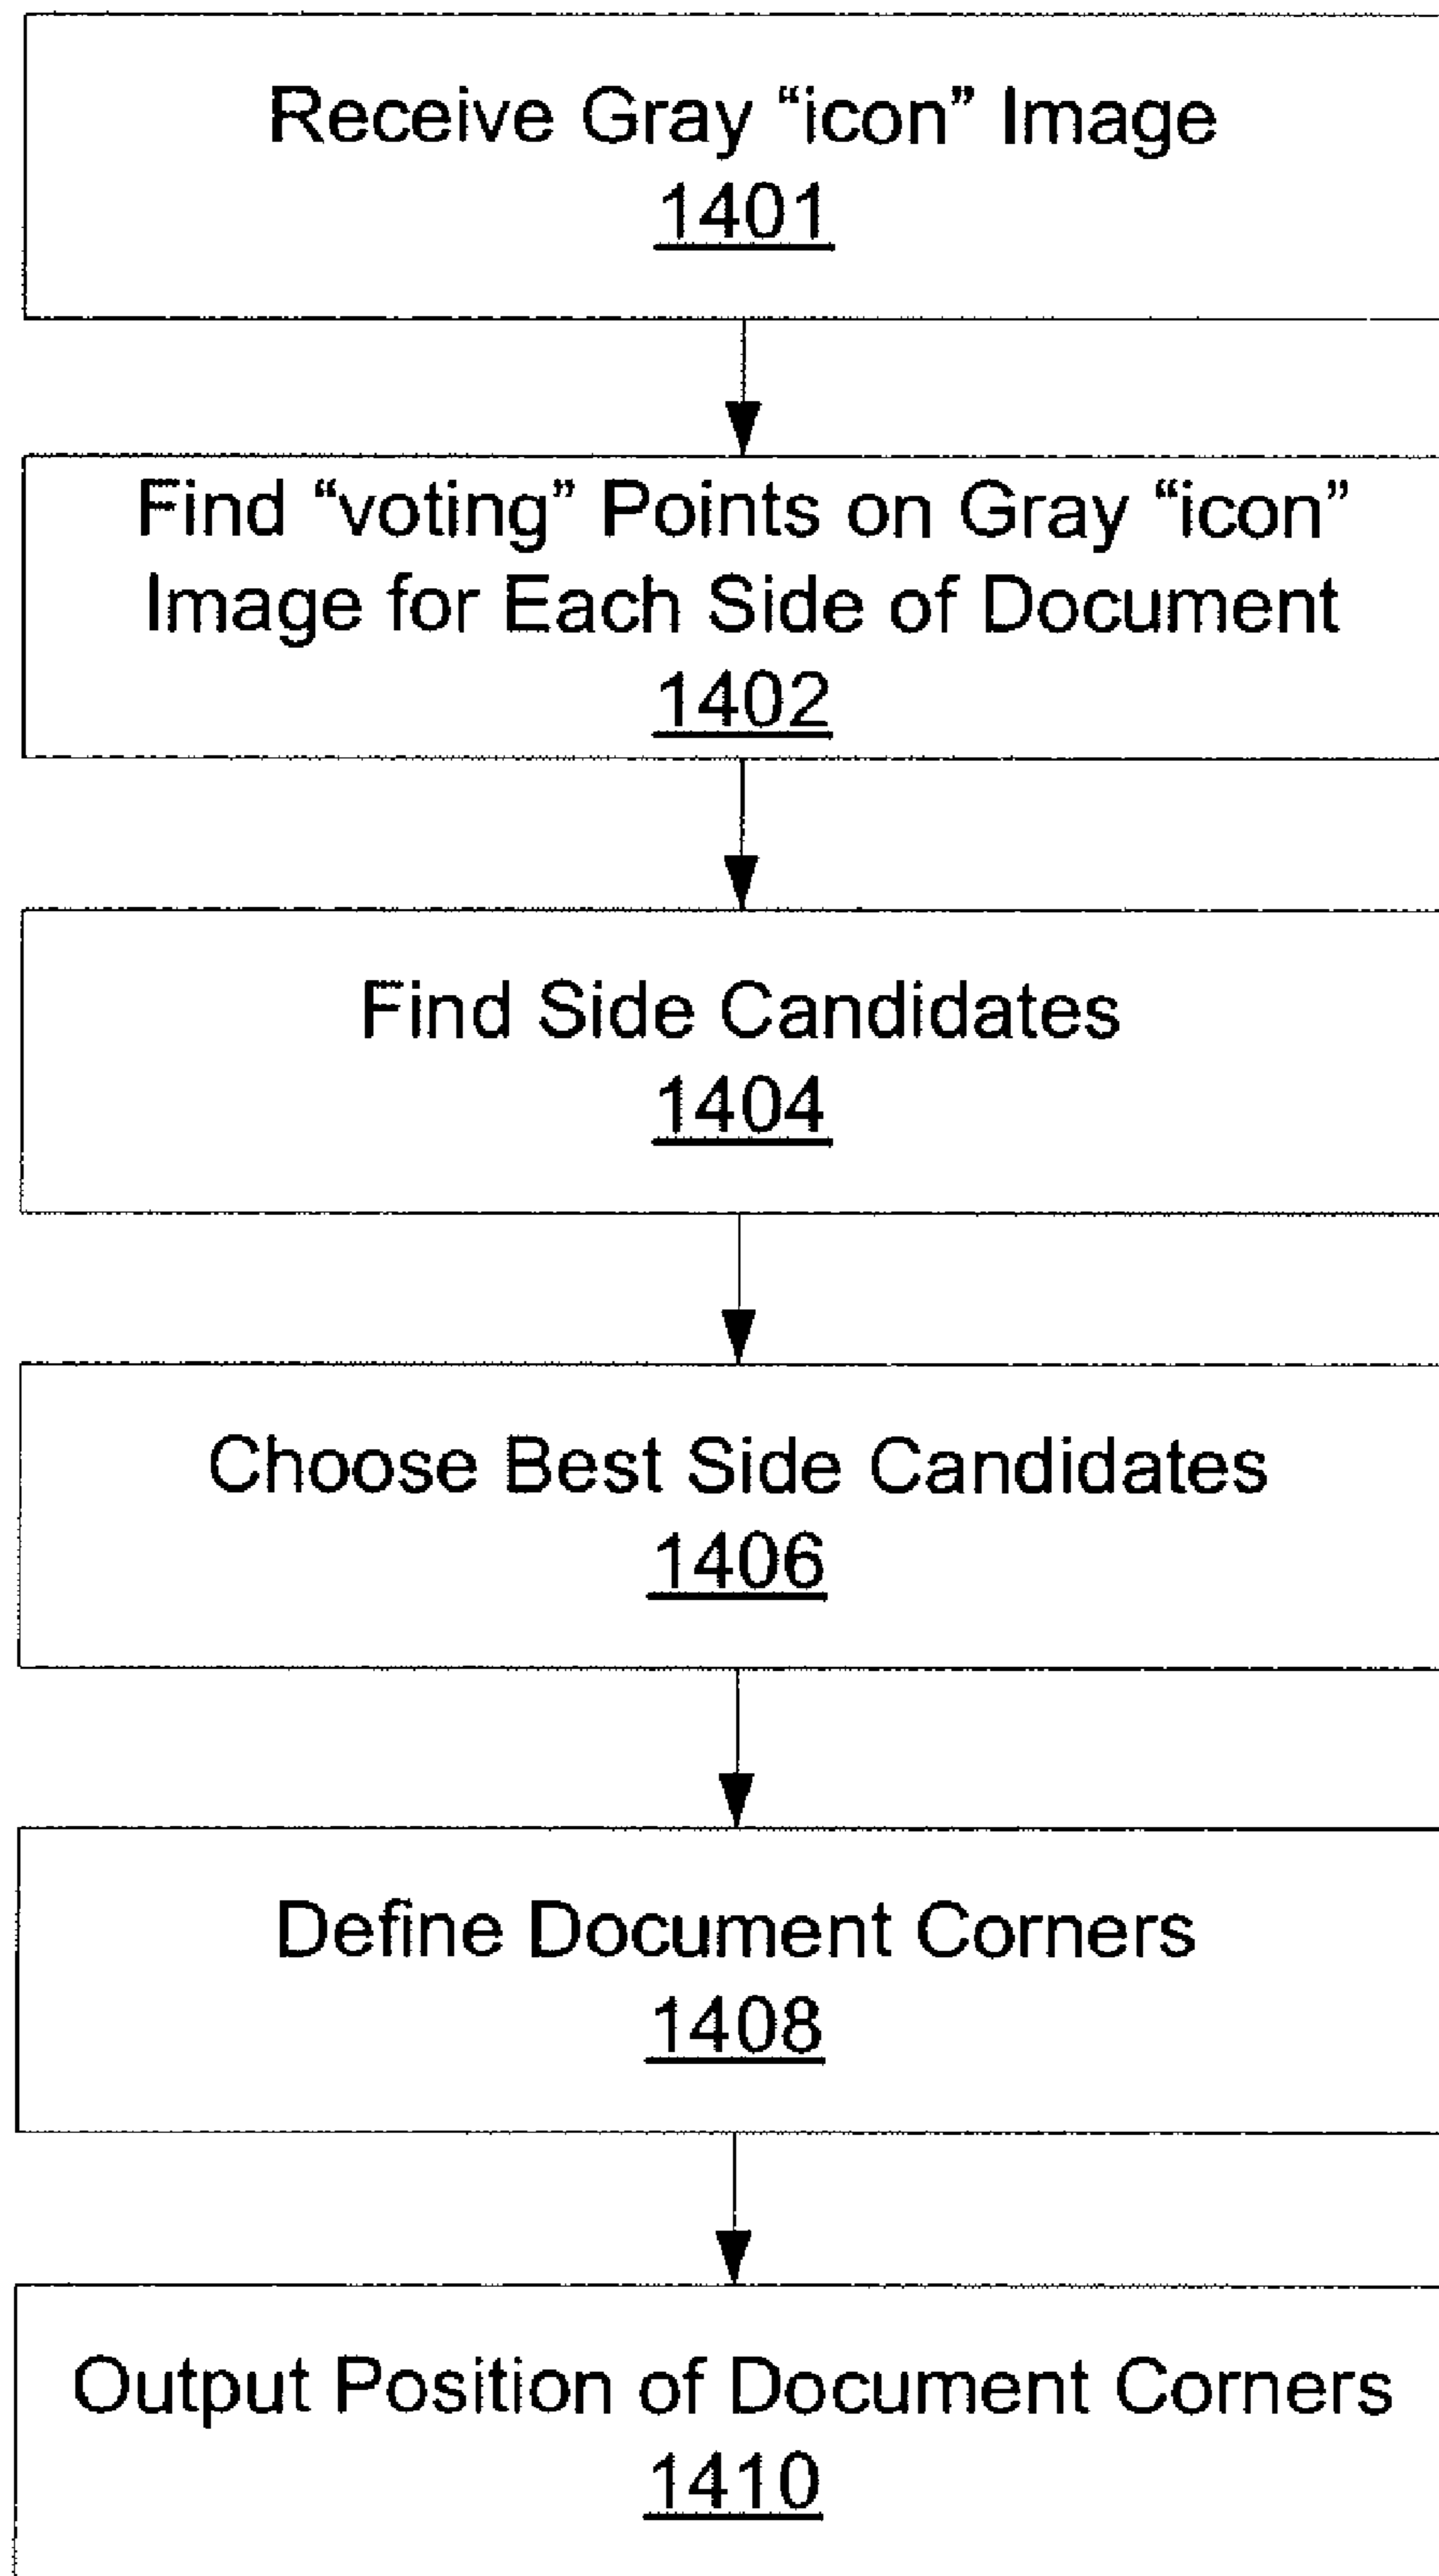 Receive Gray “icon” Image
1401
Find “voting” Points on Gray “icon”
Image for Each Side of Document
1402
Find Side Candidates
1404
Choose Best Side Candidates
1406
Define Document Corners
1408
Output Position of Document Corners
1410